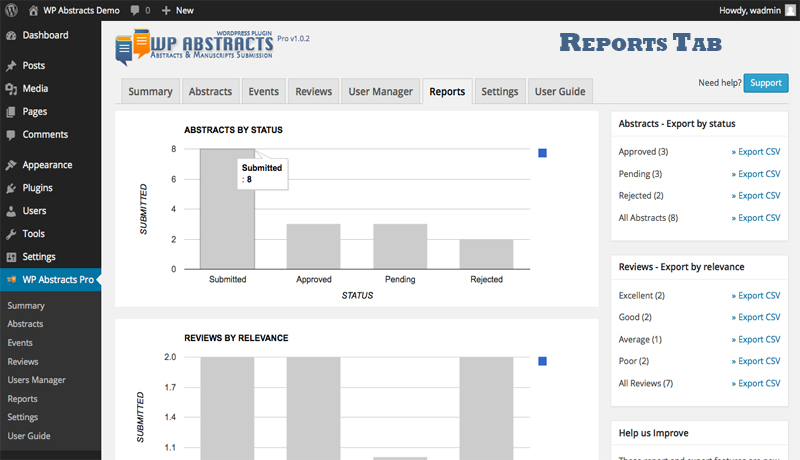 WP Abstracts Demo 0 + New Howdy, wadmin
Dashboard
Posts
Media
Pages
Comments
Appearance
Plugins
Users
Tools
Settings
WP Abstracts Pro
Summary
Abstracts
Events
Reviews
Users Manager
Reports
Settings
User Guide
WORDPRESS PLUGIN
WP ABSTRACTS Pro v1.0.2
ABSTRACTS & MANUSCRIPTS SUBMISSION
REPORTS TAB
Summary Abstracts Events Reviews User Manager Reports Settings User Guide
Need help? Support
ABSTRACTS BY STATUS
8
6
4
2
0
SUBMITTED
Submitted
: 8
Submitted Approved Pending Rejected
STATUS
REVIEWS BY RELEVANCE
2.0
1.7
1.4
1.1
SUBMITTED
Abstracts - Export by status
Approved (3) » Export CSV
Pending (3) » Export CSV
Rejected (2) » Export CSV
All Abstracts (8) » Export CSV
Reviews - Export by relevance
Excellent (2) » Export CSV
Good (2) » Export CSV
Average (1) » Export CSV
Poor (2) » Export CSV
All Reviews (7) » Export CSV
Help us Improve